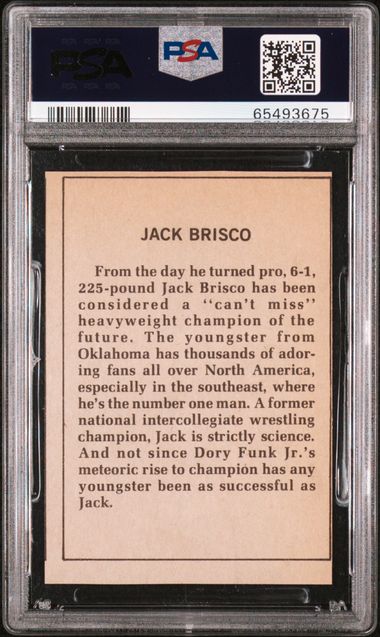 PSA
PSA
65493675
JACK BRISCO
From the day he turned pro, 6-1,
225-pound Jack Brisco has been
considered a "can't miss"
heavyweight champion of the
future. The youngster from
Oklahoma has thousands of ador-
ing fans all over North America,
especially in the southeast, where
he's the number one man. A former
national intercollegiate wrestling
champion, Jack is strictly science.
And not since Dory Funk Jr.'s
meteoric rise to champion has any
youngster been as successful as
Jack.